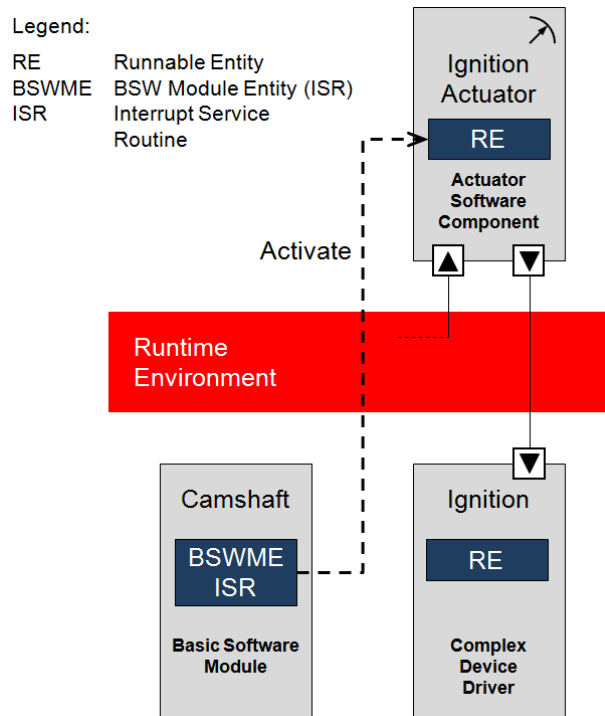 Legend:
RE Runnable Entity
BSWME BSW Module Entity (ISR)
ISR Interrupt Service
Routine
Ignition
Actuator
RE
Actuator
Software
Component
Activate
Runtime
Environment
Camshaft
BSWME
ISR
Basic Software
Module
Ignition
RE
Complex
Device
Driver